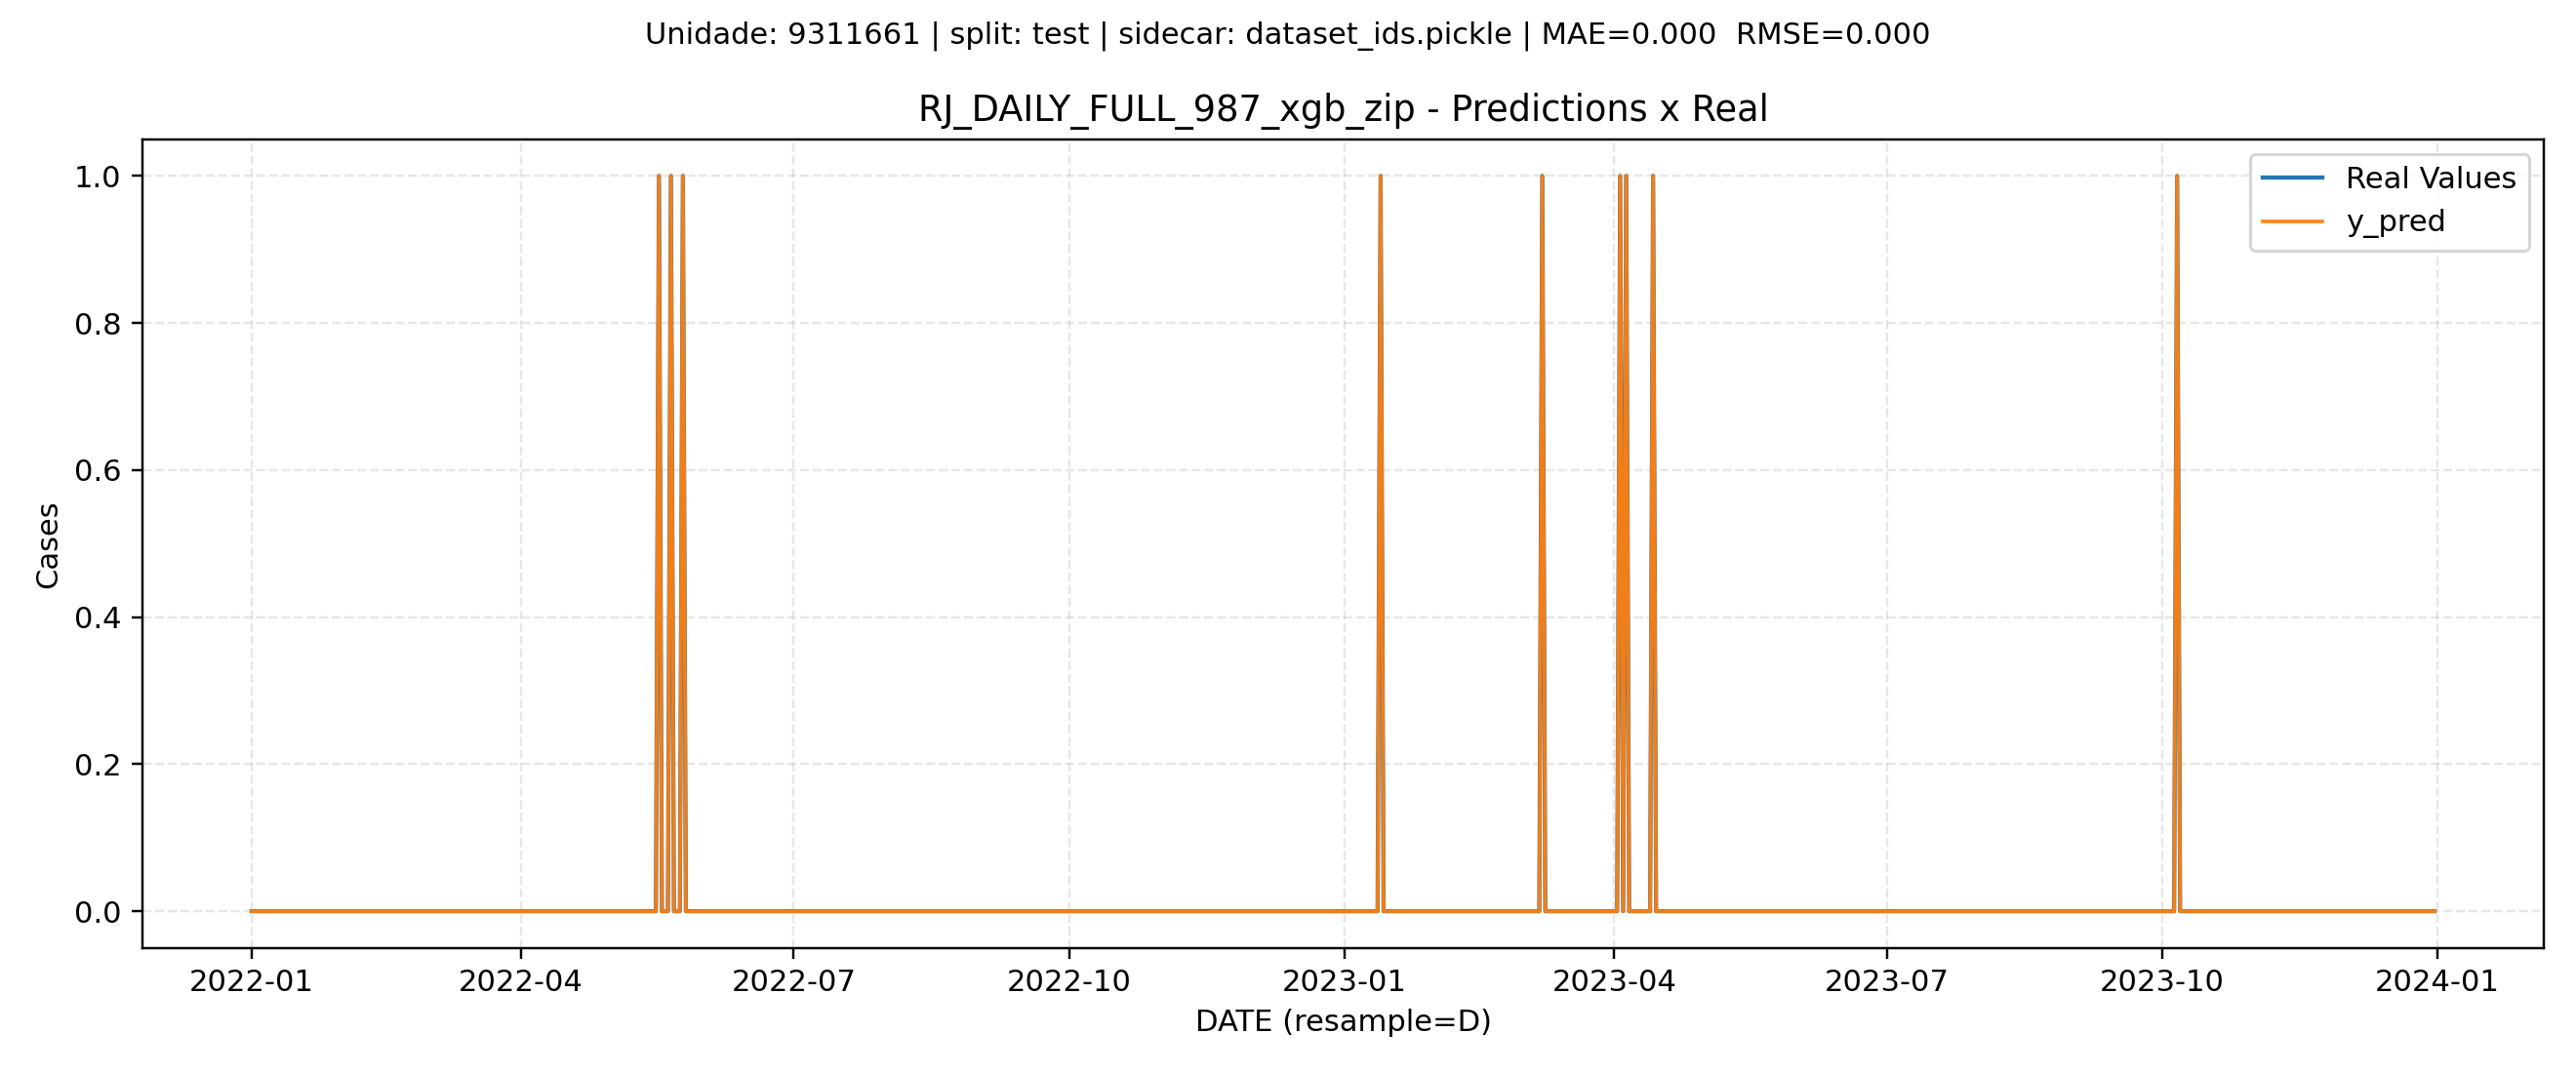 Unidade: 9311661 | split: test | sidecar: dataset_ids.pickle | MAE=0.000  RMSE=0.000
RJ_DAILY_FULL_987_xgb_zip - Predictions x Real
Real Values
y_pred
1.0
0.8
0.6
0.4
0.2
0.0
Cases
2022-01 2022-04 2022-07 2022-10 2023-01 2023-04 2023-07 2023-10 2024-01
DATE (resample=D)